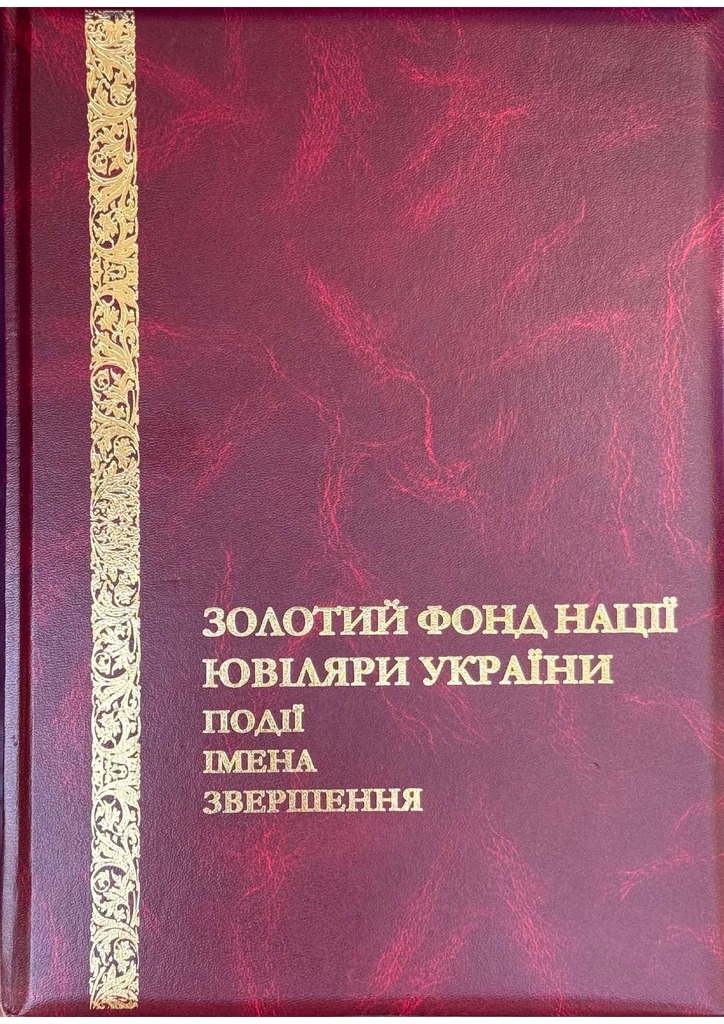 ЗОЛОТИЙ ФОНД НАЦІЇ
ЮВІЛЯРИ УКРАЇНИ
ПОДІЇ
ІМЕНА
ЗВЕРШЕННЯ